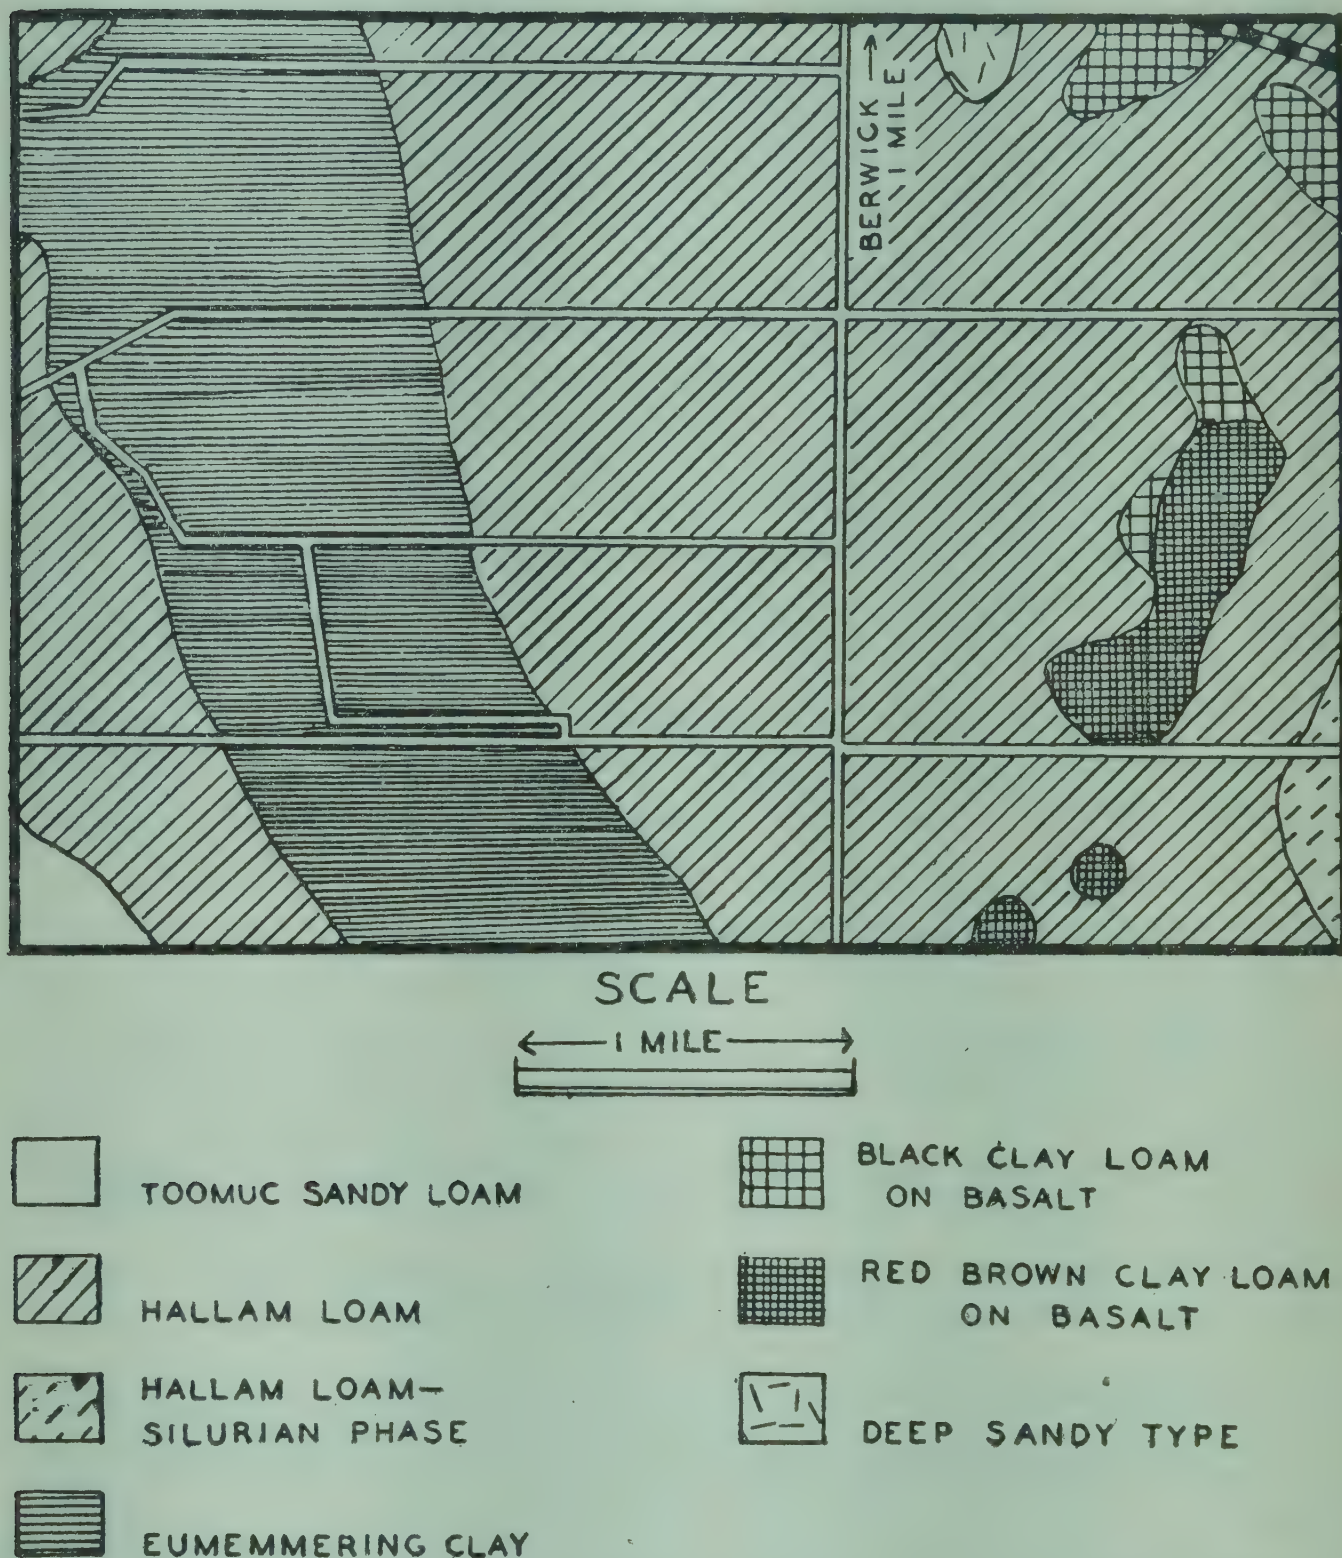 BERWICK →
1 MILE
SCALE
1 MILE
TOOMUC SANDY LOAM
HALLAM LOAM
HALLAM LOAM—
SILURIAN PHASE
EUMEMMERING CLAY
BLACK CLAY LOAM
ON BASALT
RED BROWN CLAY LOAM
ON BASALT
DEEP SANDY TYPE